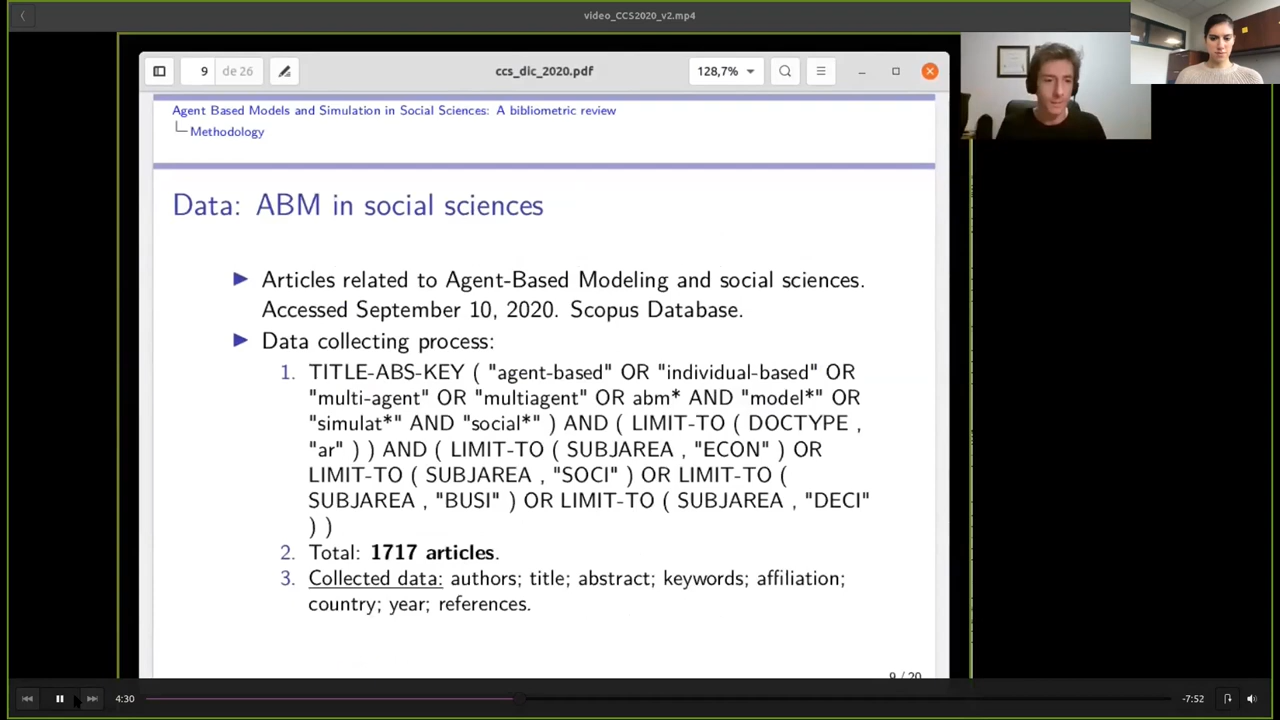 video_CCS2020_v2.mp4
9 de 26
ccs_dic_2020.pdf
128,7%
Agent Based Models and Simulation in Social Sciences: A bibliometric review
Methodology
Data: ABM in social sciences
Articles related to Agent-Based Modeling and social sciences.
Accessed September 10, 2020. Scopus Database.
Data collecting process:
1. TITLE-ABS-KEY ( "agent-based" OR "individual-based" OR
"multi-agent" OR "multiagent" OR abm* AND "model*" OR
"simulat*" AND "social*" ) AND ( LIMIT-TO ( DOCTYPE ,
"ar" ) ) AND ( LIMIT-TO ( SUBJAREA , "ECON" ) OR
LIMIT-TO ( SUBJAREA , "SOCI" ) OR LIMIT-TO (
SUBJAREA , "BUSI" ) OR LIMIT-TO ( SUBJAREA , "DECI"
) )
2. Total: 1717 articles.
3. Collected data: authors; title; abstract; keywords; affiliation;
country; year; references.
9 / 20
4:30
-7:52